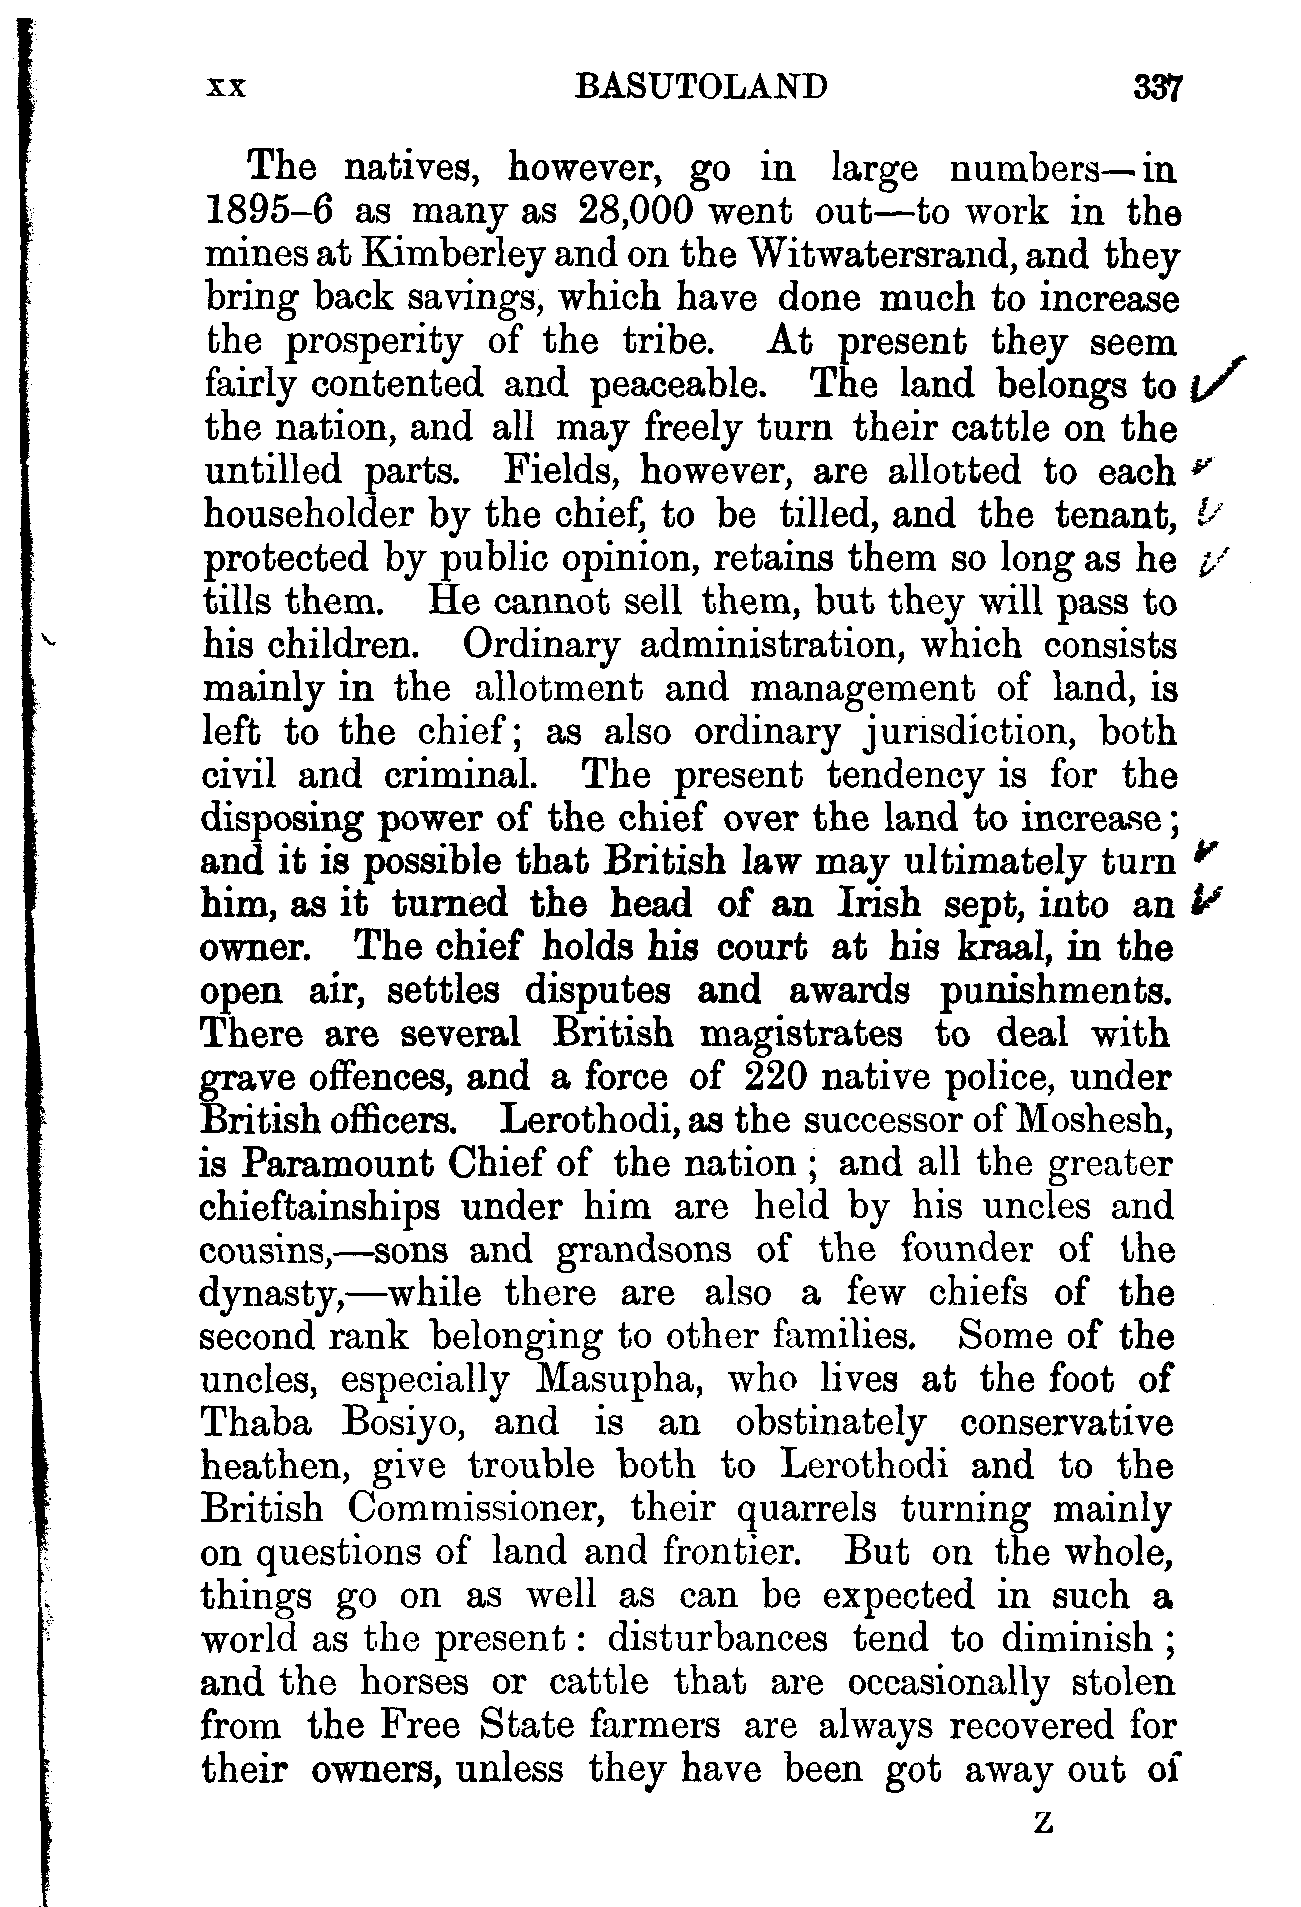 xx BASUTOLAND 337
The natives, however, go in large numbers—in
1895–6 as many as 28,000 went out—to work in the
mines at Kimberley and on the Witwatersrand, and they
bring back savings, which have done much to increase
the prosperity of the tribe. At present they seem
fairly contented and peaceable. The land belongs to
the nation, and all may freely turn their cattle on the
untilled parts. Fields, however, are allotted to each
householder by the chief, to be tilled, and the tenant,
protected by public opinion, retains them so long as he
tills them. He cannot sell them, but they will pass to
his children. Ordinary administration, which consists
mainly in the allotment and management of land, is
left to the chief; as also ordinary jurisdiction, both
civil and criminal. The present tendency is for the
disposing power of the chief over the land to increase;
and it is possible that British law may ultimately turn
him, as it turned the head of an Irish sept, into an
owner. The chief holds his court at his kraal, in the
open air, settles disputes and awards punishments.
There are several British magistrates to deal with
grave offences, and a force of 220 native police, under
British officers. Lerothodi, as the successor of Moshesh,
is Paramount Chief of the nation; and all the greater
chieftainships under him are held by his uncles and
cousins,—sons and grandsons of the founder of the
dynasty,—while there are also a few chiefs of the
second rank belonging to other families. Some of the
uncles, especially Masupha, who lives at the foot of
Thaba Bosiyo, and is an obstinately conservative
heathen, give trouble both to Lerothodi and to the
British Commissioner, their quarrels turning mainly
on questions of land and frontier. But on the whole,
things go on as well as can be expected in such a
world as the present: disturbances tend to diminish;
and the horses or cattle that are occasionally stolen
from the Free State farmers are always recovered for
their owners, unless they have been got away out of
Z